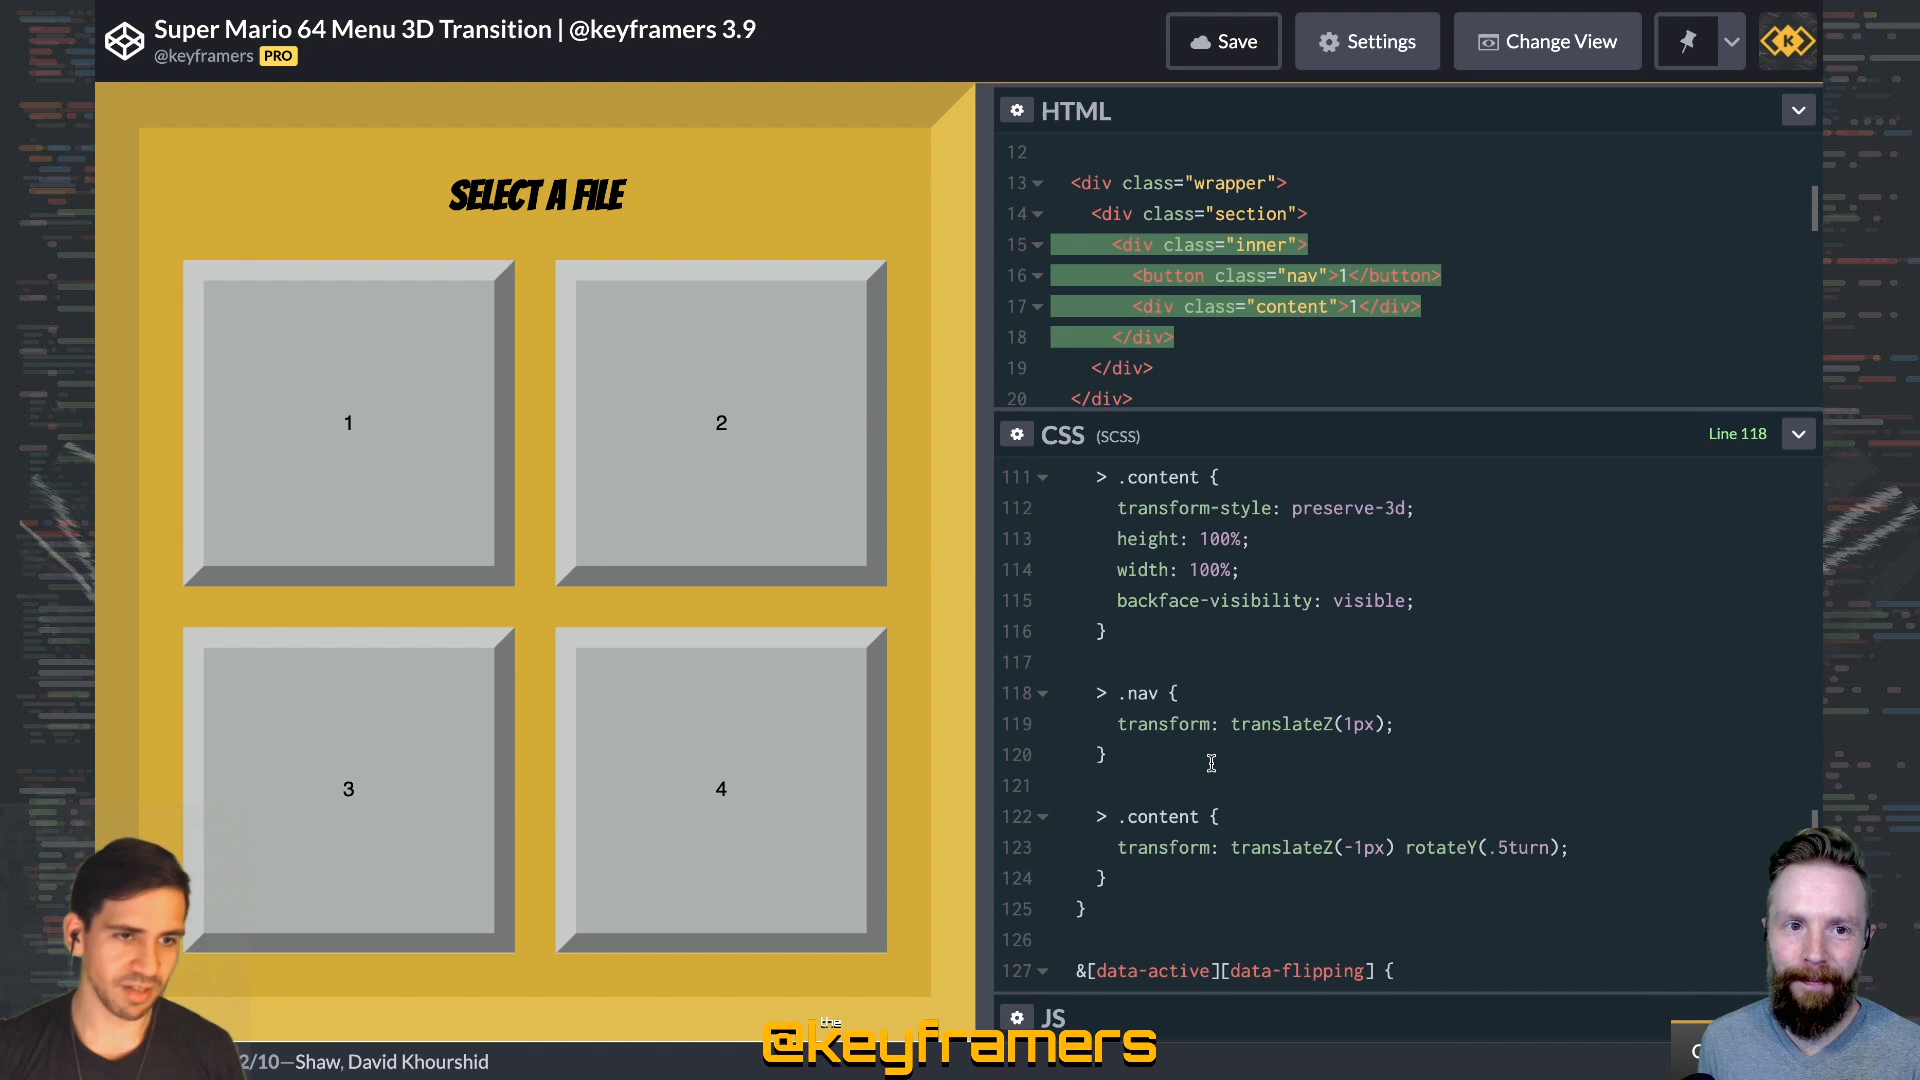 Super Mario 64 Menu 3D Transition | @keyframers 3.9
@keyframers PRO
Save
Settings
Change View
K
SELECT A FILE
1
2
3
4
HTML
12
13 <div class="wrapper">
14 <div class="section">
15 <div class="inner">
16 <button class="nav">1</button>
17 <div class="content">1</div>
18 </div>
19 </div>
20 </div>
CSS (SCSS)
Line 118
111 > .content {
112 transform-style: preserve-3d;
113 height: 100%;
114 width: 100%;
115 backface-visibility: visible;
116 }
117
118 > .nav {
119 transform: translateZ(1px);
120 }
121
122 > .content {
123 transform: translateZ(-1px) rotateY(.5turn);
124 }
125 }
126
127 &[data-active][data-flipping] {
JS
the
@keyframers
2/10—Shaw, David Khourshid